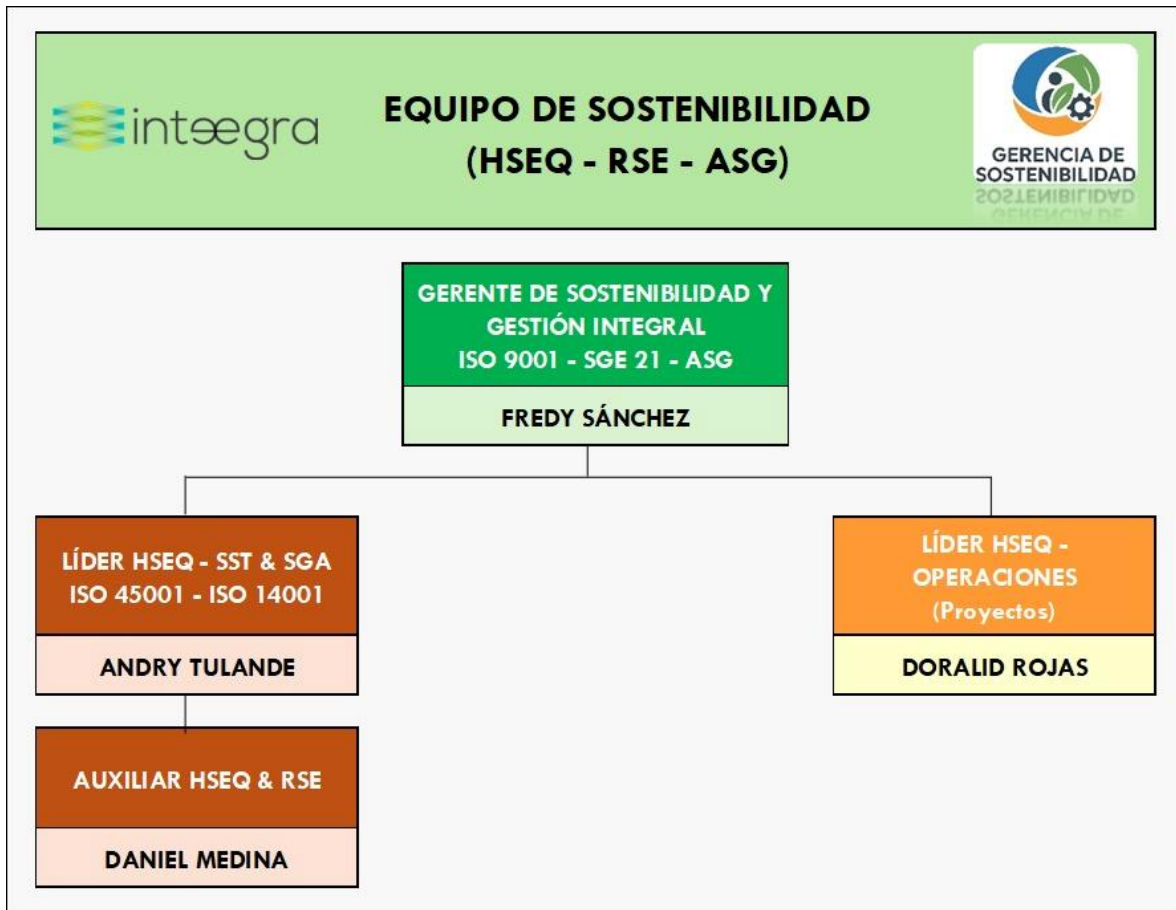 inteegra
EQUIPO DE SOSTENIBILIDAD
(HSEQ - RSE - ASG)
GERENCIA DE
SOSTENIBILIDAD
GERENTE DE SOSTENIBILIDAD Y
GESTIÓN INTEGRAL
ISO 9001 - SGE 21 - ASG
FREDY SÁNCHEZ
LÍDER HSEQ - SST & SGA
ISO 45001 - ISO 14001
ANDRY TULANDE
LÍDER HSEQ -
OPERACIONES
(Proyectos)
DORALID ROJAS
AUXILIAR HSEQ & RSE
DANIEL MEDINA